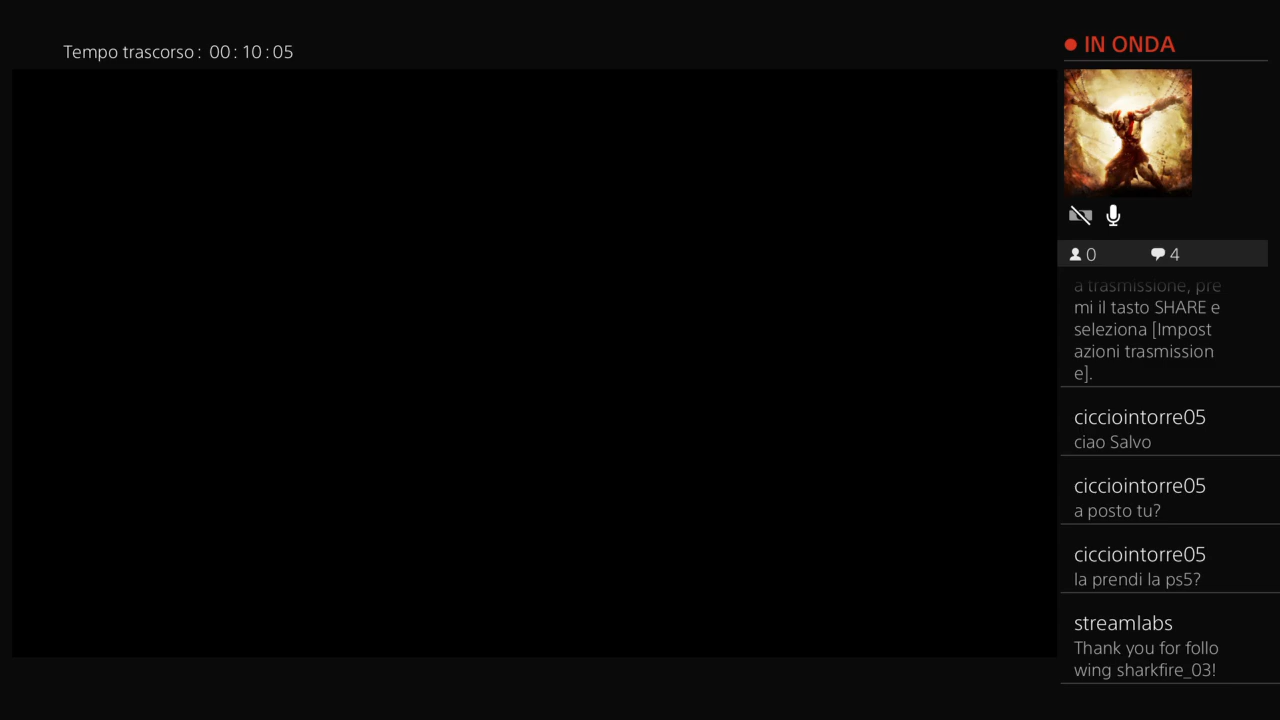 Tempo trascorso: 00:10:05
IN ONDA
0 4
a trasmissione, pre
mi il tasto SHARE e
seleziona [Impost
azioni trasmission
e].
cicciointorre05
ciao Salvo
cicciointorre05
a posto tu?
cicciointorre05
la prendi la ps5?
streamlabs
Thank you for follo
wing sharkfire_03!